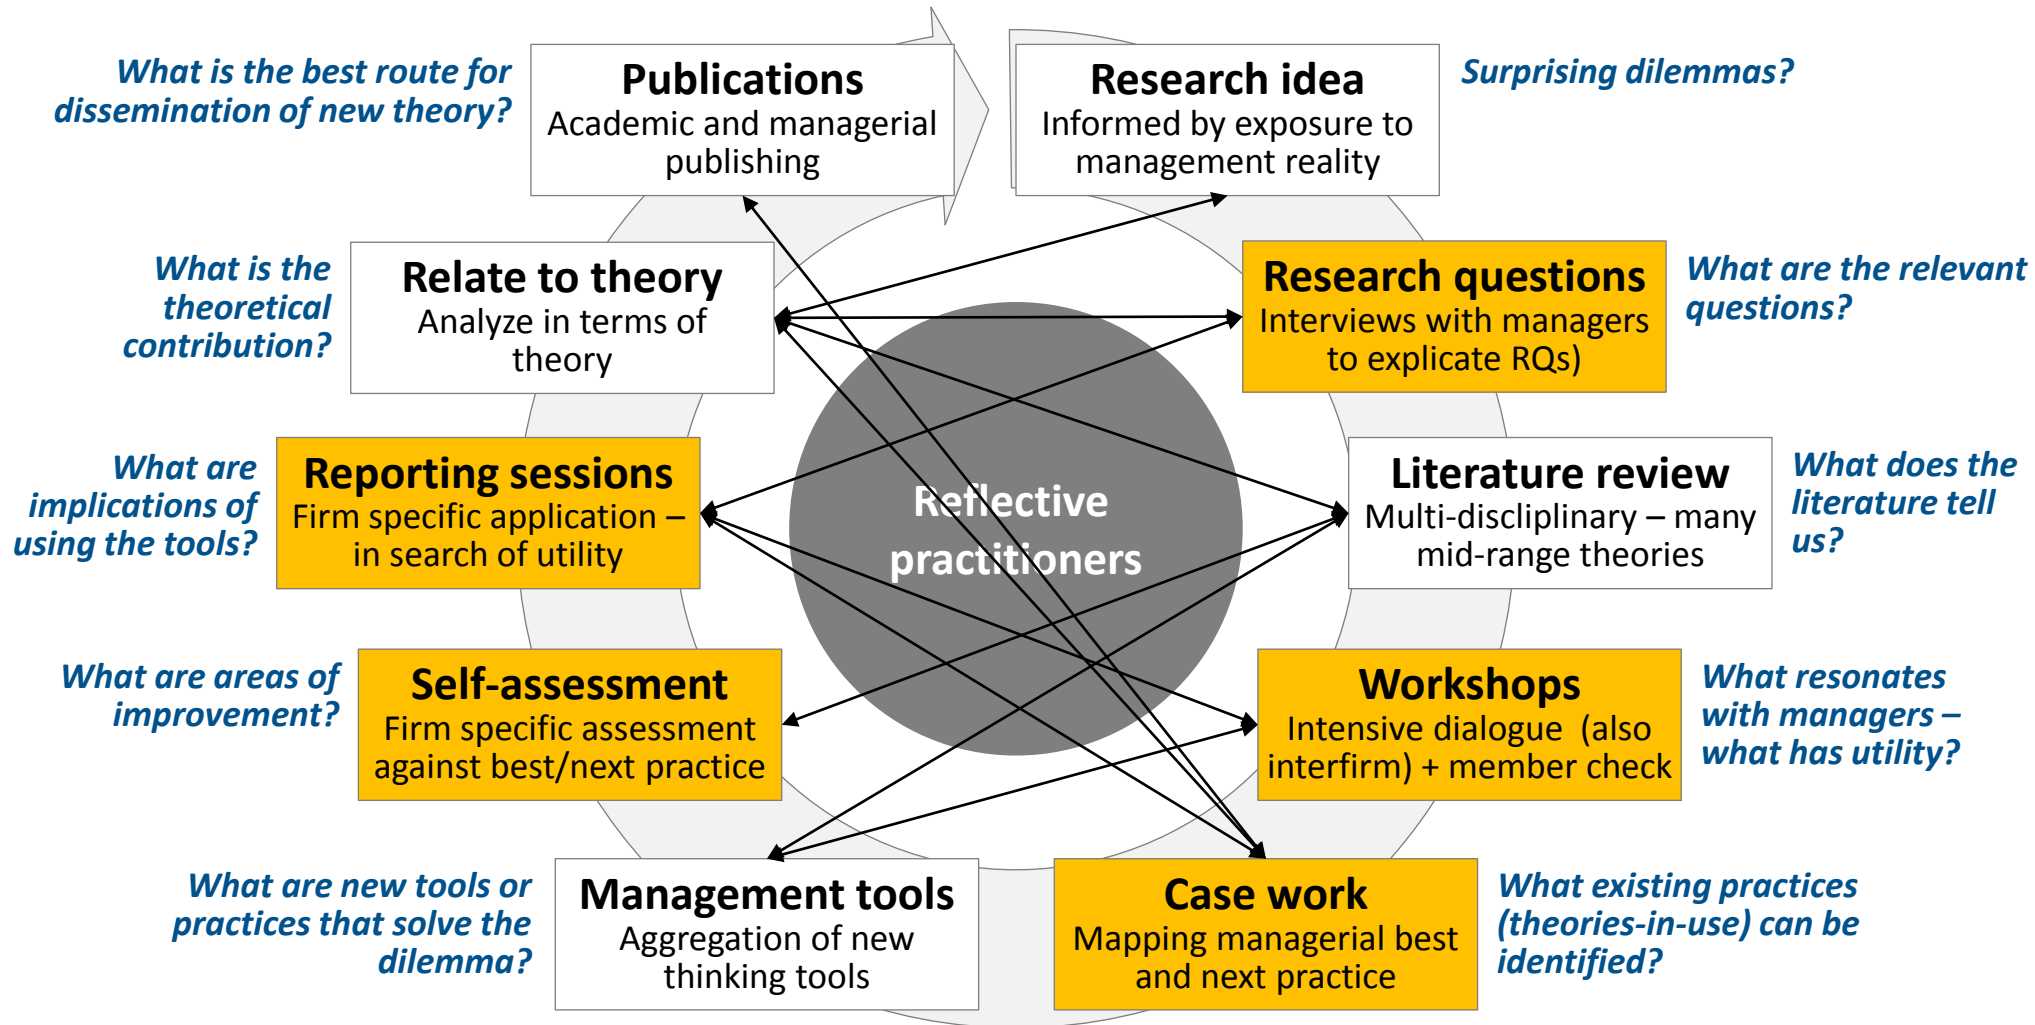 What is the best route for
dissemination of new theory?
Publications
Academic and managerial
publishing
Research idea
Informed by exposure to
management reality
Surprising dilemmas?
What is the
theoretical
contribution?
Relate to theory
Analyze in terms of
theory
Research questions
Interviews with managers
to explicate RQs)
What are the relevant
questions?
What are
implications of
using the tools?
Reporting sessions
Firm specific application –
in search of utility
Reflective
practitioners
Literature review
Multi-discliplinary – many
mid-range theories
What does the
literature tell
us?
What are areas of
improvement?
Self-assessment
Firm specific assessment
against best/next practice
Workshops
Intensive dialogue (also
interfirm) + member check
What resonates
with managers –
what has utility?
What are new tools or
practices that solve the
dilemma?
Management tools
Aggregation of new
thinking tools
Case work
Mapping managerial best
and next practice
What existing practices
(theories-in-use) can be
identified?